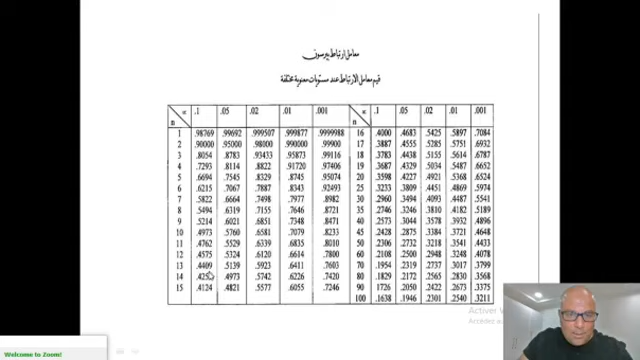 معامل ارتباط بيرسون
قيم معامل الارتباط عند مستويات معنوية مختلفة
∝ .1 .05 .02 .01 .001 ∝ .1 .05 .02 .01 .001
n n
1 .98769 .99692 .999507 .999877 .9999988 16 .4000 .4683 .5425 .5897 .7084
2 .90000 .95000 .98000 .990000 .99900 17 .3887 .4555 .5285 .5751 .6932
3 .8054 .8783 .93433 .95873 .99116 18 .3783 .4438 .5155 .5614 .6787
4 .7293 .8114 .8822 .91720 .97406 19 .3687 .4329 .5034 .5487 .6652
5 .6694 .7545 .8329 .8745 .95074 20 .3598 .4227 .4921 .5368 .6524
6 .6215 .7067 .7887 .8343 .92493 25 .3233 .3809 .4451 .4869 .5974
7 .5822 .6664 .7498 .7977 .8982 30 .2960 .3494 .4093 .4487 .5541
8 .5494 .6319 .7155 .7646 .8721 35 .2746 .3246 .3810 .4182 .5189
9 .5214 .6021 .6851 .7348 .8471 40 .2573 .3044 .3578 .3932 .4896
10 .4973 .5760 .6581 .7079 .8233 45 .2428 .2875 .3384 .3721 .4648
11 .4762 .5529 .6339 .6835 .8010 50 .2306 .2732 .3218 .3541 .4433
12 .4575 .5324 .6120 .6614 .7800 60 .2108 .2500 .2948 .3248 .4078
13 .4409 .5139 .5923 .6411 .7603 70 .1954 .2319 .2737 .3017 .3799
14 .4973 .5742 .6226 .7420 80 .1829 .2172 .2565 .2830 .3568
15 .4124 .4821 .5577 .6055 .7246 90 .1726 .2050 .2422 .2673 .3375
100 .1638 .1946 .2301 .2540 .3211
Activer
Accédez au
Welcome to Zoom!